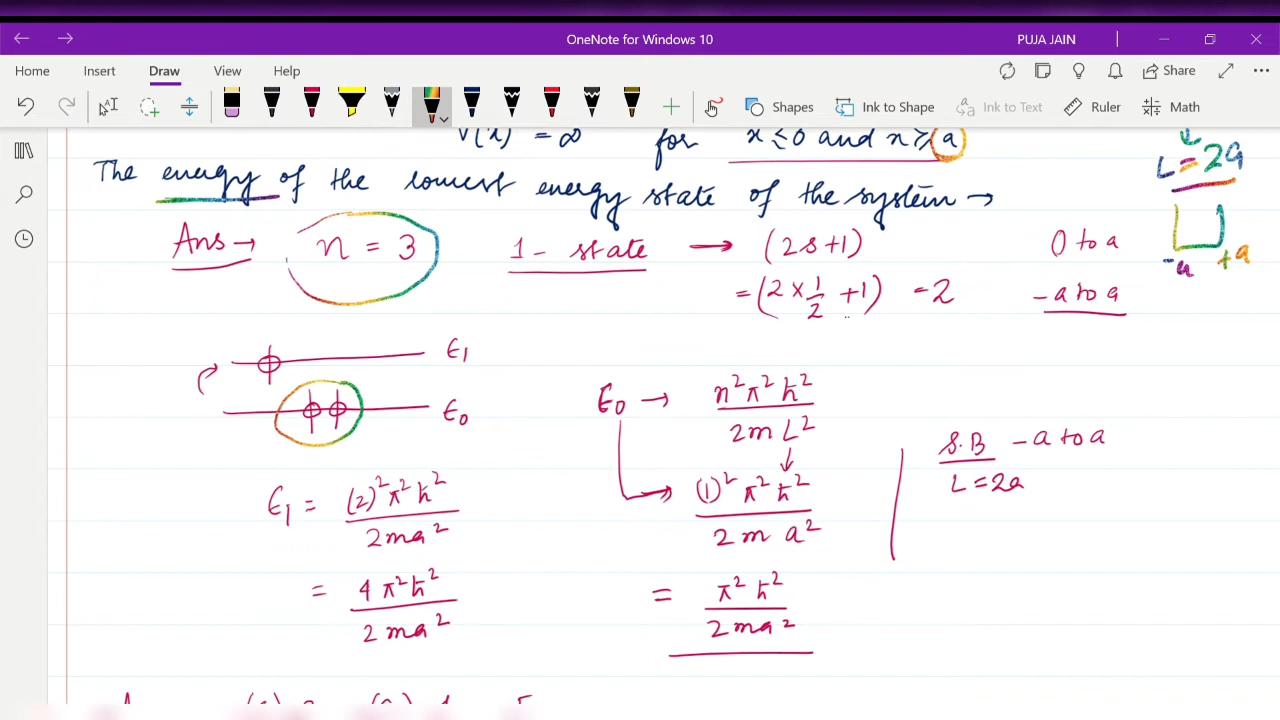 OneNote for Windows 10
PUJA JAIN
Home Insert Draw View Help
Share
Shapes Ink to Shape Ink to Text Ruler Math
V(x) = ∞ for x ≤ 0 and x ≥ a
The energy of the lowest energy state of the system →
L = 2a
-a +a
Ans → n = 3 1 - state → (2s+1) 0 to a
= (2 × 1/2 + 1) = 2 -a to a
E₁
E₀
E₀ → n²π²ħ² / 2mL²
→ (1)²π²ħ² / 2ma²
= π²ħ² / 2ma²
S.B -a to a
L = 2a
E₁ = (2)²π²ħ² / 2ma²
= 4π²ħ² / 2ma²